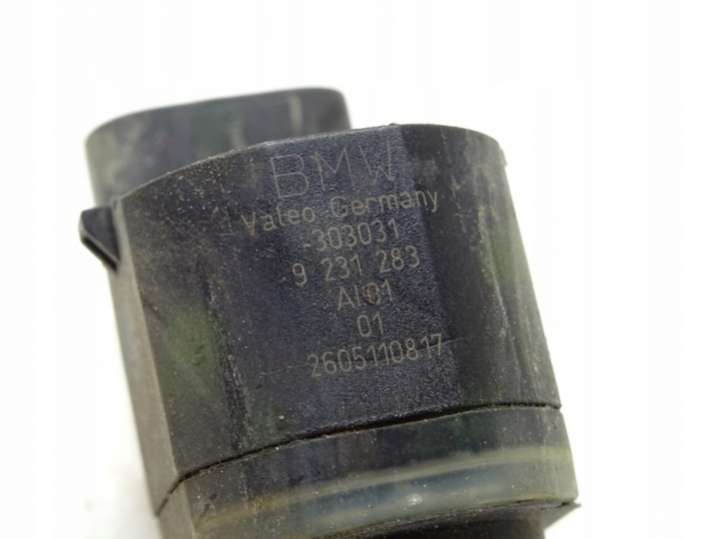 BMW
Valeo Germany
-303031
9 231 283
AI01
01
2605110817